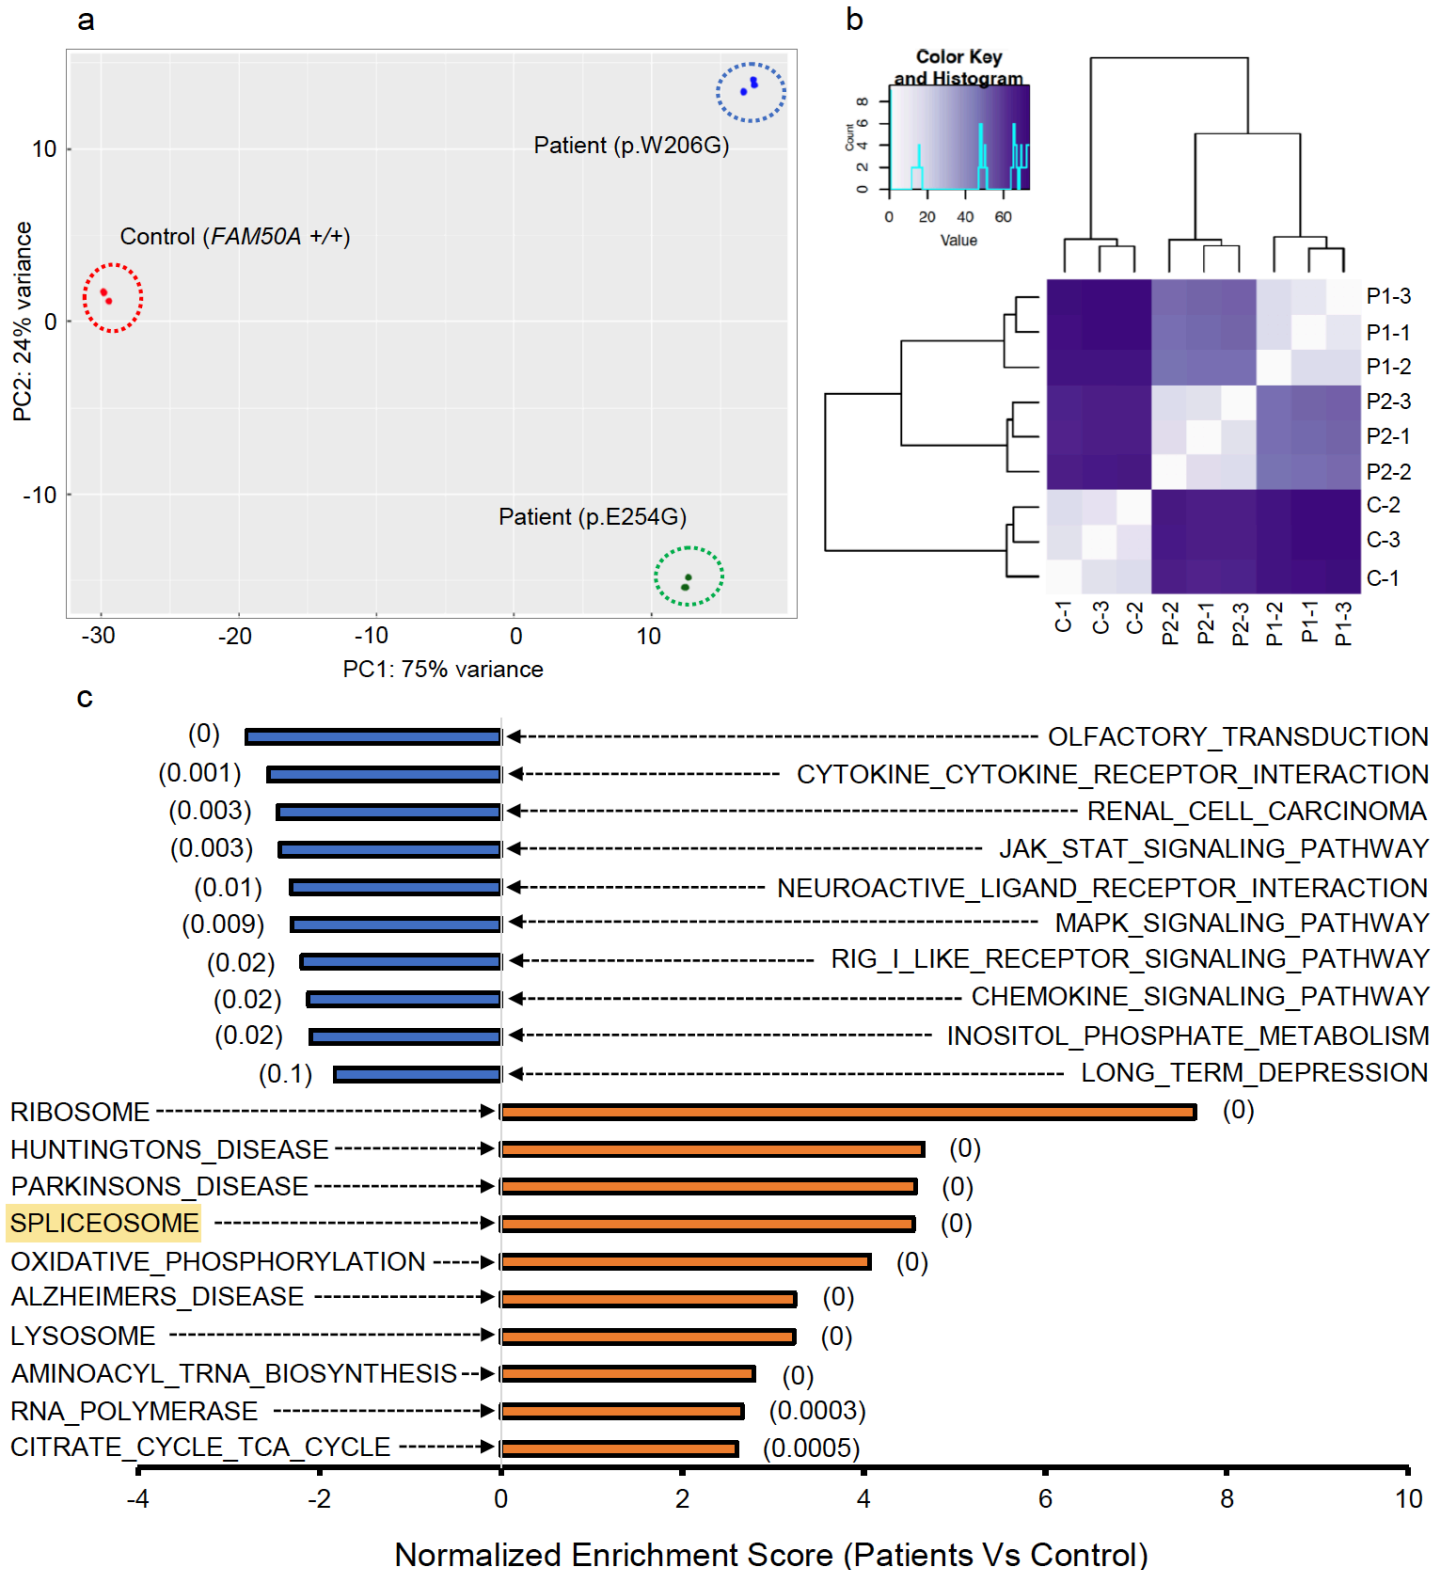 a
PC2: 24% variance
10
0
-10
Patient (p.W206G)
Control (FAM50A +/+)
Patient (p.E254G)
-30
-20
-10
0
10
PC1: 75% variance
b
Color Key
and Histogram
Count
8
6
4
2
0
0
20
40
60
Value
P1-3
P1-1
P1-2
P2-3
P2-1
P2-2
C-2
C-3
C-1
C-1
C-3
C-2
P2-2
P2-1
P2-3
P1-2
P1-1
P1-3
c
(0) OLFACTORY_TRANSDUCTION
(0.001) CYTOKINE_CYTOKINE_RECEPTOR_INTERACTION
(0.003) RENAL_CELL_CARCINOMA
(0.003) JAK_STAT_SIGNALING_PATHWAY
(0.01) NEUROACTIVE_LIGAND_RECEPTOR_INTERACTION
(0.009) MAPK_SIGNALING_PATHWAY
(0.02) RIG_I_LIKE_RECEPTOR_SIGNALING_PATHWAY
(0.02) CHEMOKINE_SIGNALING_PATHWAY
(0.02) INOSITOL_PHOSPHATE_METABOLISM
(0.1) LONG_TERM_DEPRESSION
RIBOSOME (0)
HUNTINGTONS_DISEASE (0)
PARKINSONS_DISEASE (0)
SPLICEOSOME (0)
OXIDATIVE_PHOSPHORYLATION (0)
ALZHEIMERS_DISEASE (0)
LYSOSOME (0)
AMINOACYL_TRNA_BIOSYNTHESIS (0)
RNA_POLYMERASE (0.0003)
CITRATE_CYCLE_TCA_CYCLE (0.0005)
-4 -2 0 2 4 6 8 10
Normalized Enrichment Score (Patients Vs Control)